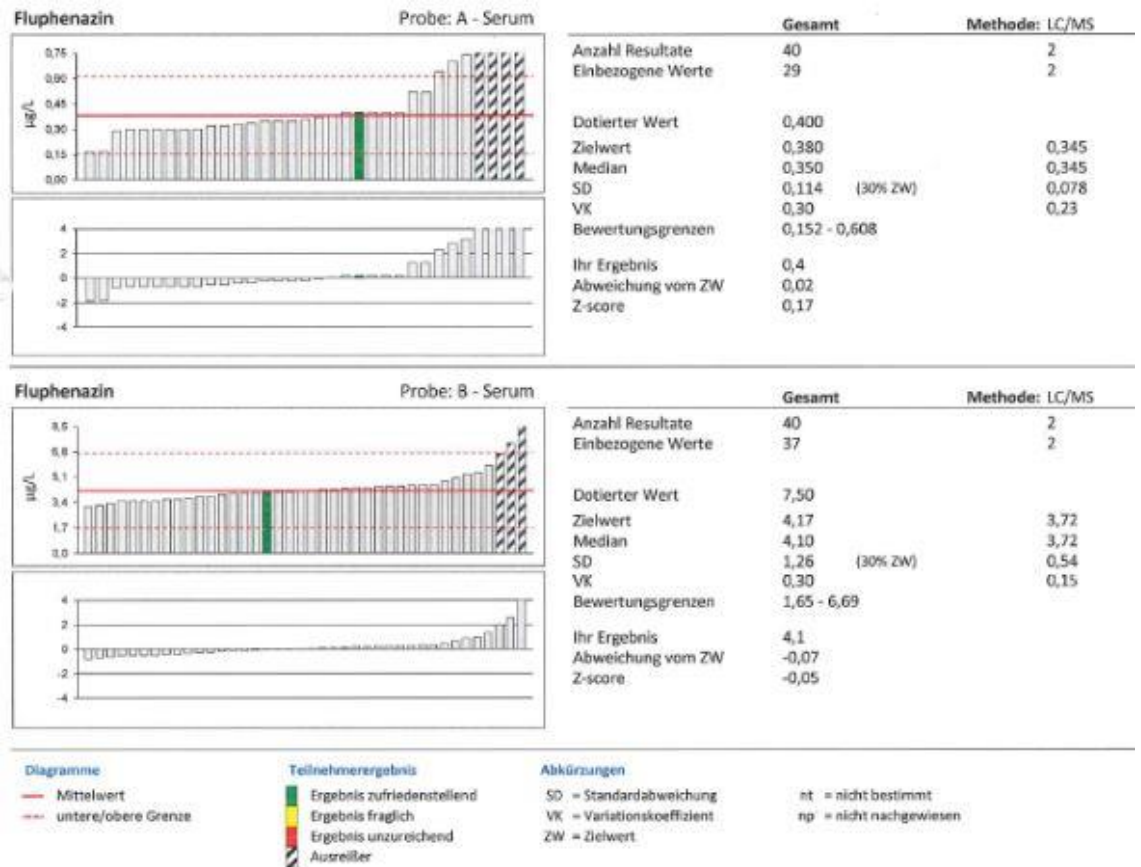 Fluphenazin Probe: A - Serum
0,75
0,60
0,45
0,30
0,15
0,00
µg/L
4
2
0
-2
-4
Gesamt Methode: LC/MS
Anzahl Resultate 40 2
Einbezogene Werte 29 2
Dotierter Wert 0,400
Zielwert 0,380 0,345
Median 0,350 0,345
SD 0,114 (30% ZW) 0,078
VK 0,30 0,23
Bewertungsgrenzen 0,152 - 0,608
Ihr Ergebnis 0,4
Abweichung vom ZW 0,02
Z-score 0,17
Fluphenazin Probe: B - Serum
8,5
6,8
5,1
3,4
1,7
0,0
µg/L
4
2
0
-2
-4
Gesamt Methode: LC/MS
Anzahl Resultate 40 2
Einbezogene Werte 37 2
Dotierter Wert 7,50
Zielwert 4,17 3,72
Median 4,10 3,72
SD 1,26 (30% ZW) 0,54
VK 0,30 0,15
Bewertungsgrenzen 1,65 - 6,69
Ihr Ergebnis 4,1
Abweichung vom ZW -0,07
Z-score -0,05
Diagramme
Mittelwert
untere/obere Grenze
Teilnehmerergebnis
Ergebnis zufriedenstellend
Ergebnis fraglich
Ergebnis unzureichend
Ausreißer
Abkürzungen
SD = Standardabweichung nt = nicht bestimmt
VK = Variationskoeffizient np = nicht nachgewiesen
ZW = Zielwert